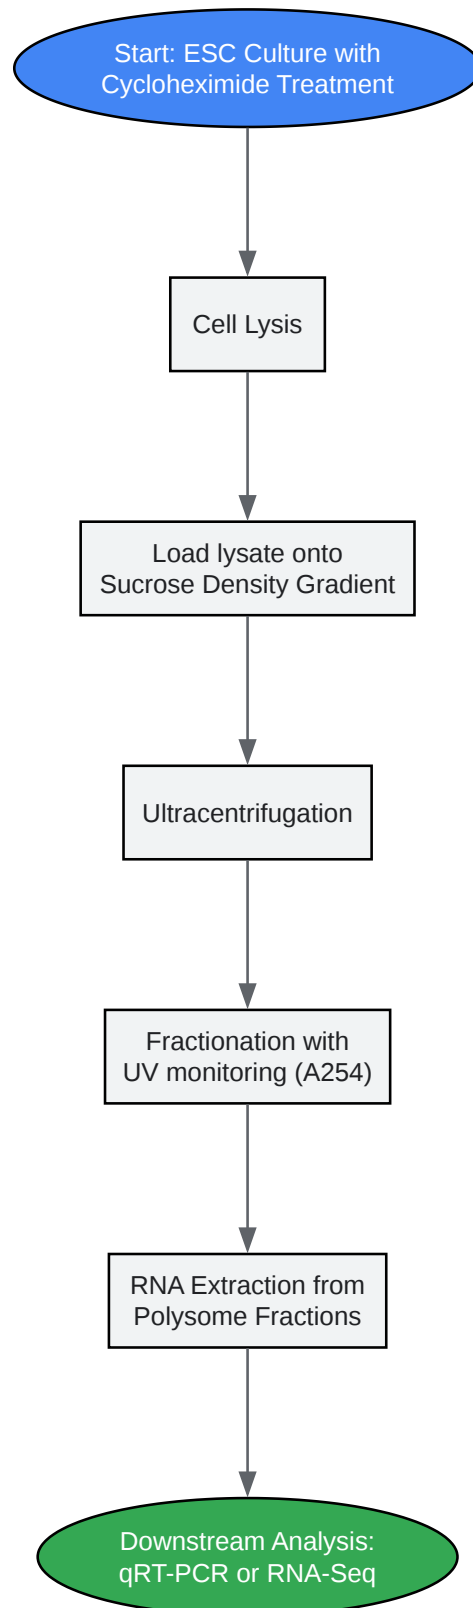 Start: ESC Culture with
Cycloheximide Treatment
Cell Lysis
Load lysate onto
Sucrose Density Gradient
Ultracentrifugation
Fractionation with
UV monitoring (A254)
RNA Extraction from
Polysome Fractions
Downstream Analysis:
qRT-PCR or RNA-Seq